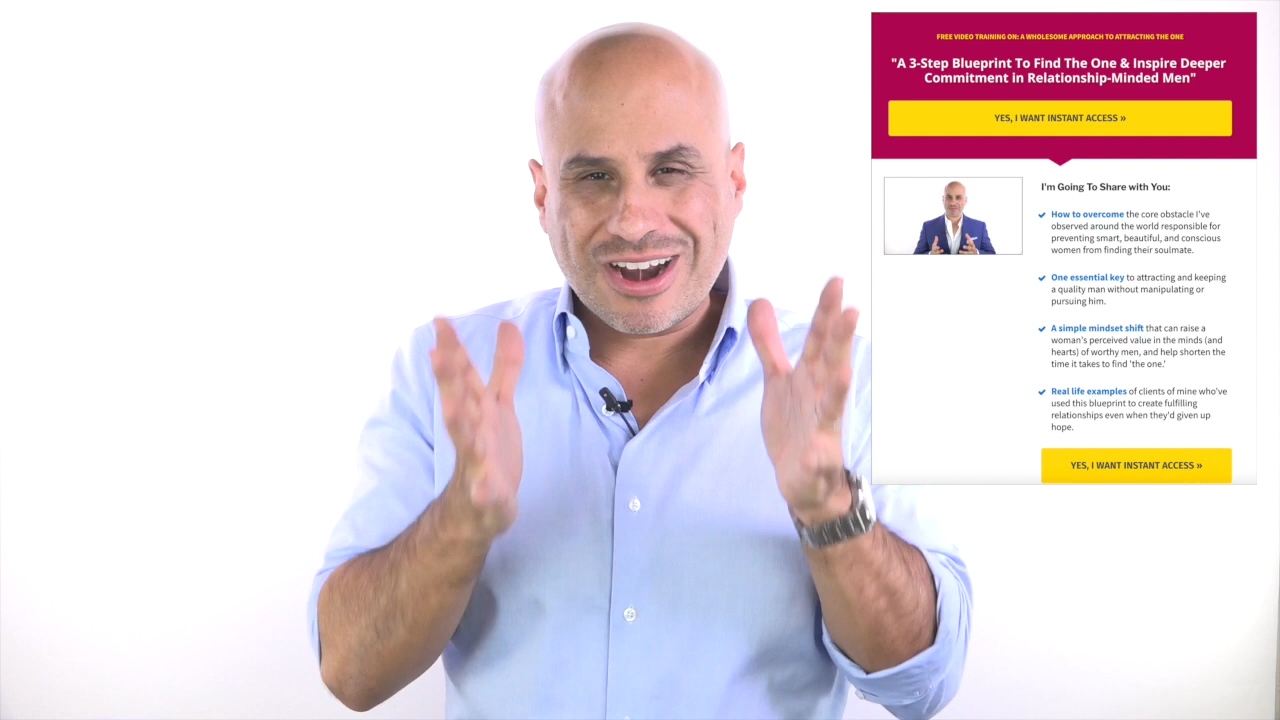 FREE VIDEO TRAINING ON: A WHOLESOME APPROACH TO ATTRACTING THE ONE
"A 3-Step Blueprint To Find The One & Inspire Deeper
Commitment in Relationship-Minded Men"
YES, I WANT INSTANT ACCESS »
I'm Going To Share with You:
How to overcome the core obstacle I've
observed around the world responsible for
preventing smart, beautiful, and conscious
women from finding their soulmate.
One essential key to attracting and keeping
a quality man without manipulating or
pursuing him.
A simple mindset shift that can raise a
woman's perceived value in the minds (and
hearts) of worthy men, and help shorten the
time it takes to find 'the one.'
Real life examples of clients of mine who've
used this blueprint to create fulfilling
relationships even when they'd given up
hope.
YES, I WANT INSTANT ACCESS »